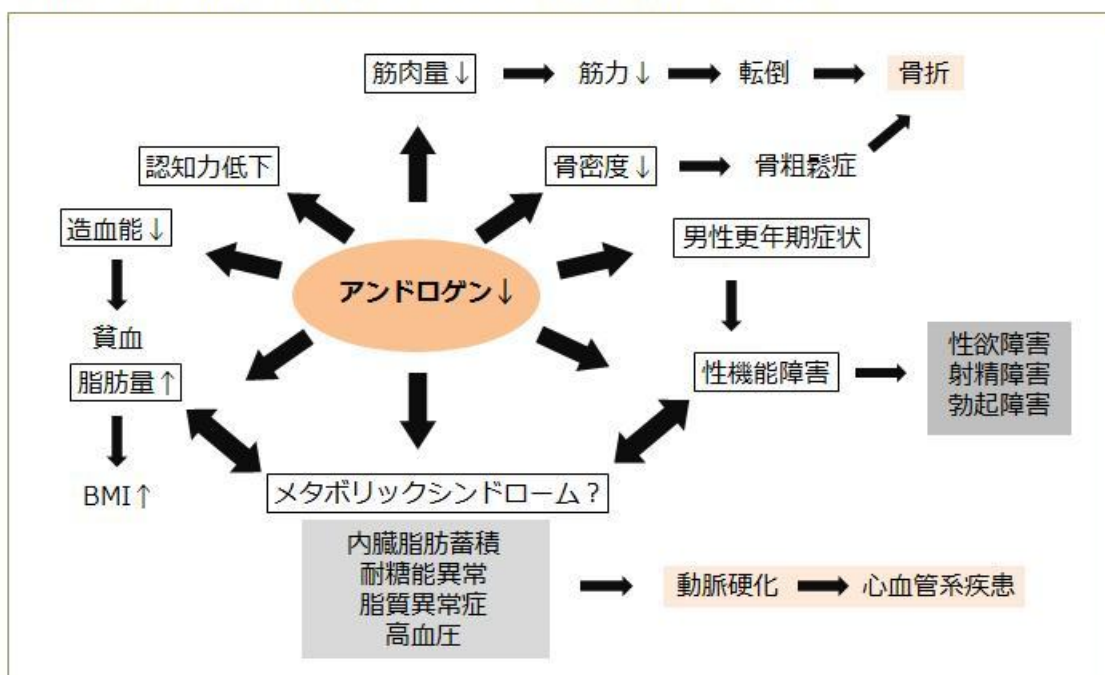 筋肉量↓
筋力↓
転倒
骨折
認知力低下
骨密度↓
骨粗鬆症
造血能↓
男性更年期症状
アンドロゲン↓
貧血
脂肪量↑
性機能障害
性欲障害
射精障害
勃起障害
BMI↑
メタボリックシンドローム？
内臓脂肪蓄積
耐糖能異常
脂質異常症
高血圧
動脈硬化
心血管系疾患